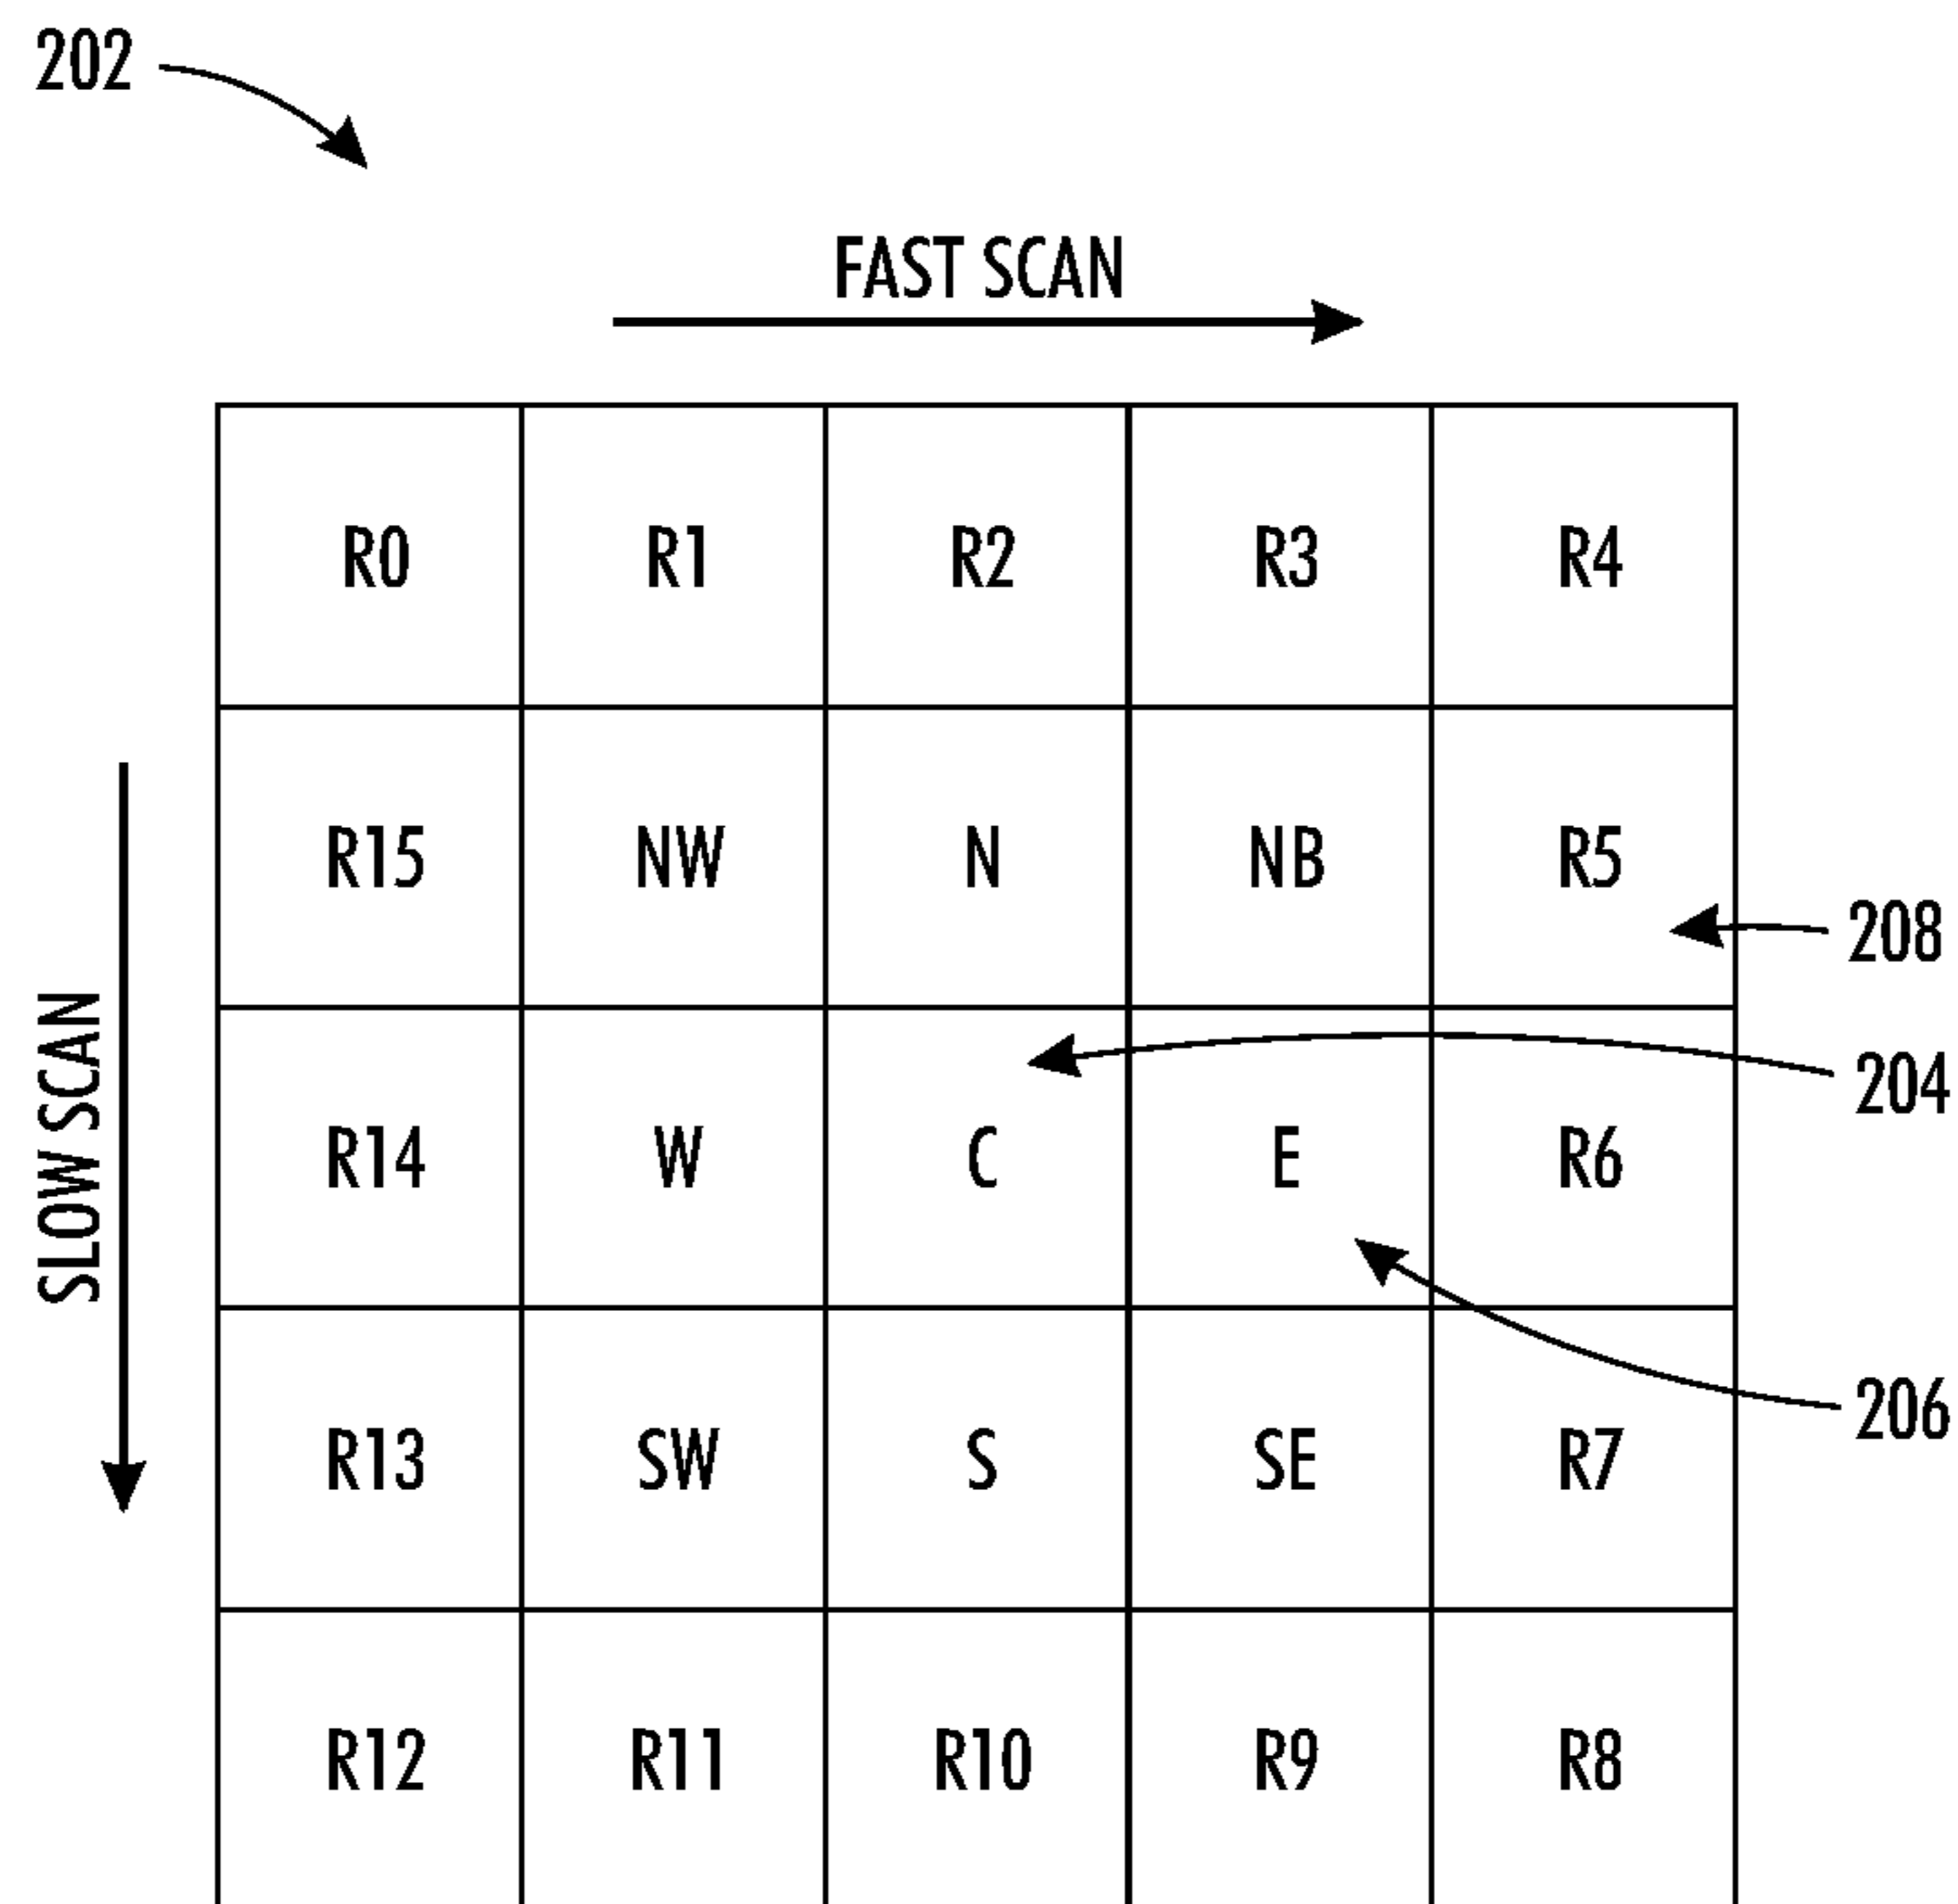 202
FAST SCAN
R0 R1 R2 R3 R4
R15 NW N NB R5
208
SLOW SCAN
204
R14 W C E R6
206
R13 SW S SE R7
R12 R11 R10 R9 R8